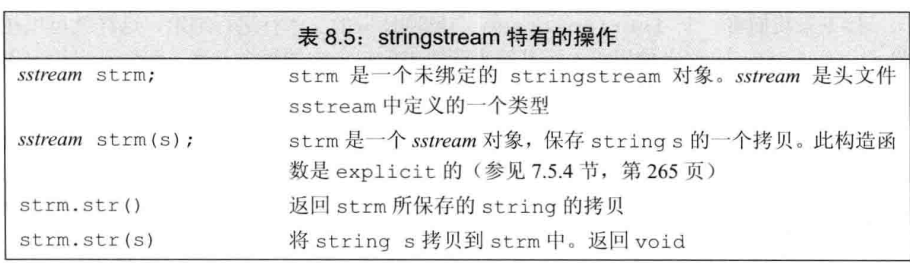 表 8.5：stringstream 特有的操作
sstream strm; strm 是一个未绑定的 stringstream 对象。sstream 是头文件
sstream 中定义的一个类型
sstream strm(s); strm 是一个 sstream 对象，保存 string s 的一个拷贝。此构造函
数是 explicit 的（参见 7.5.4 节，第 265 页）
strm.str() 返回 strm 所保存的 string 的拷贝
strm.str(s) 将 string s 拷贝到 strm 中。返回 void